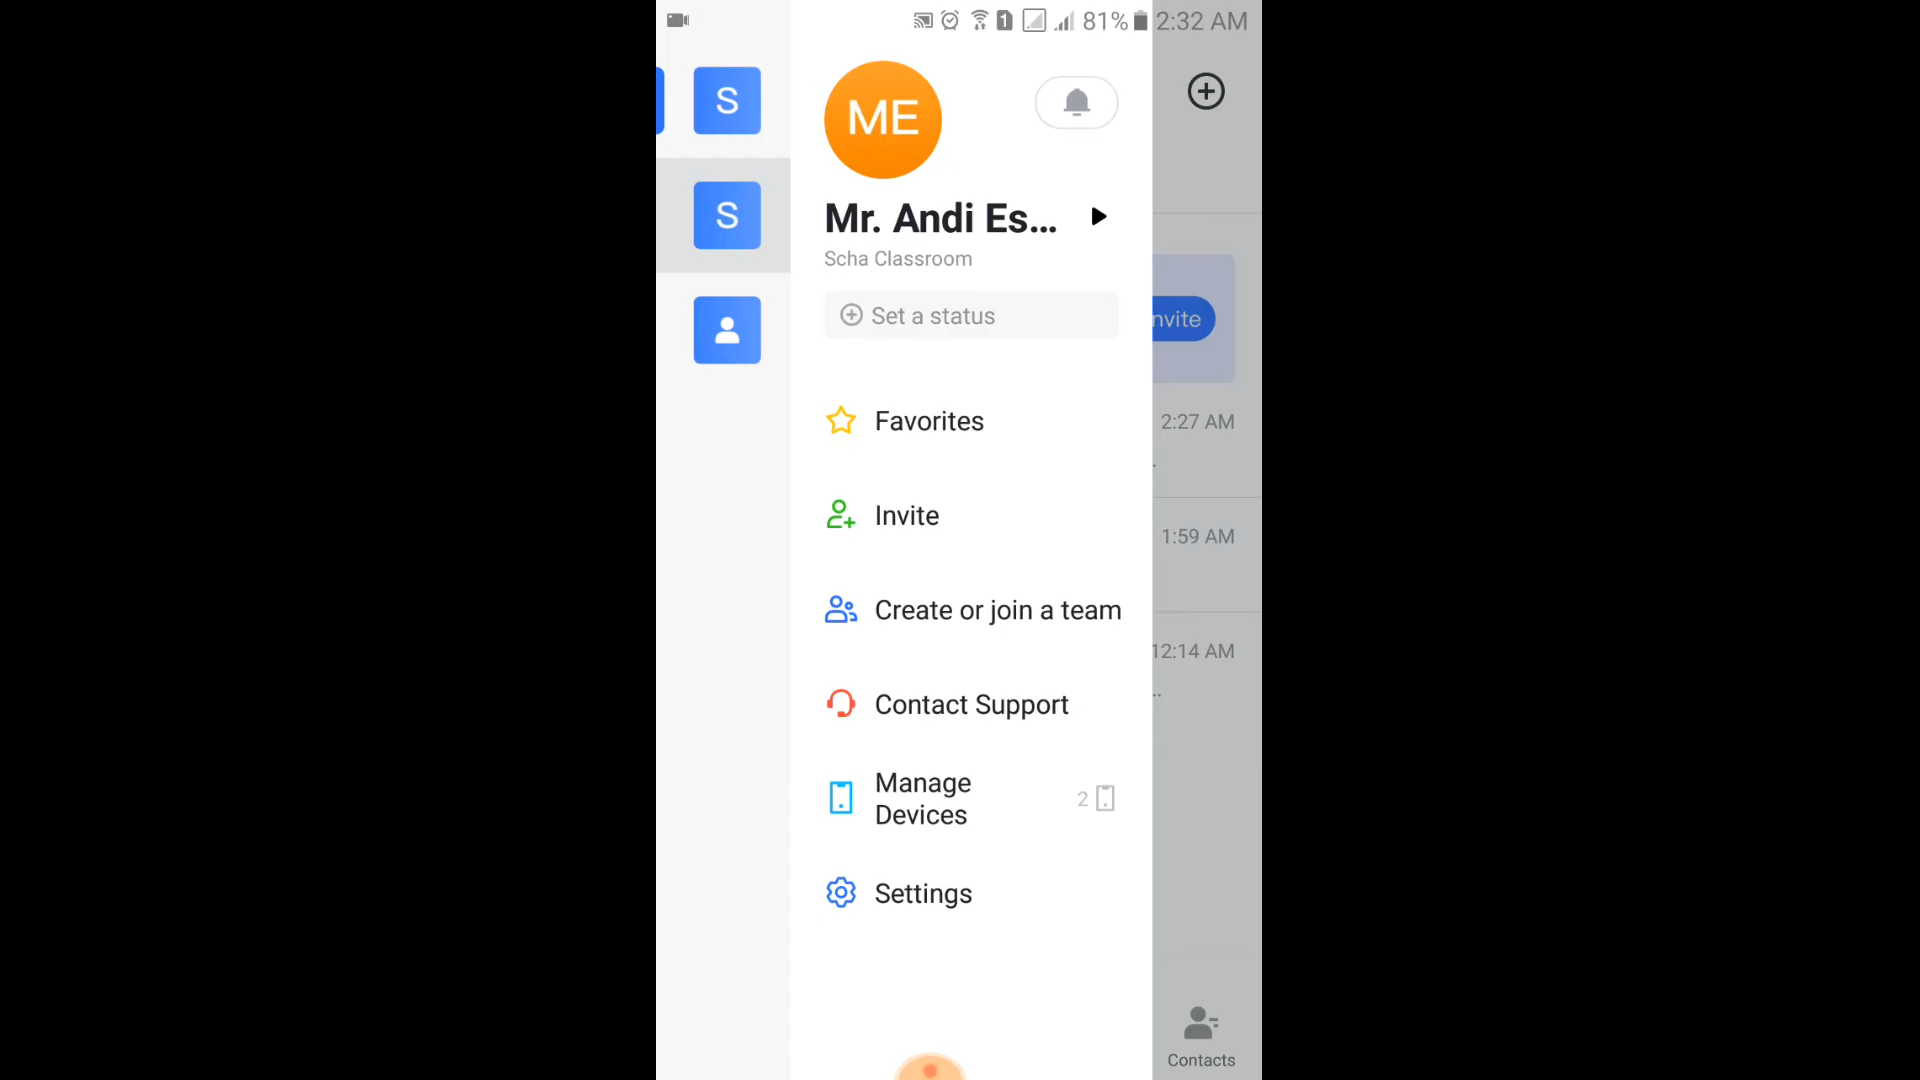 1 81% 2:32 AM
S
ME
S
Mr. Andi Es...
Scha Classroom
Set a status
nvite
Favorites
2:27 AM
.
Invite
1:59 AM
Create or join a team
12:14 AM
..
Contact Support
Manage
Devices
2
Settings
Contacts